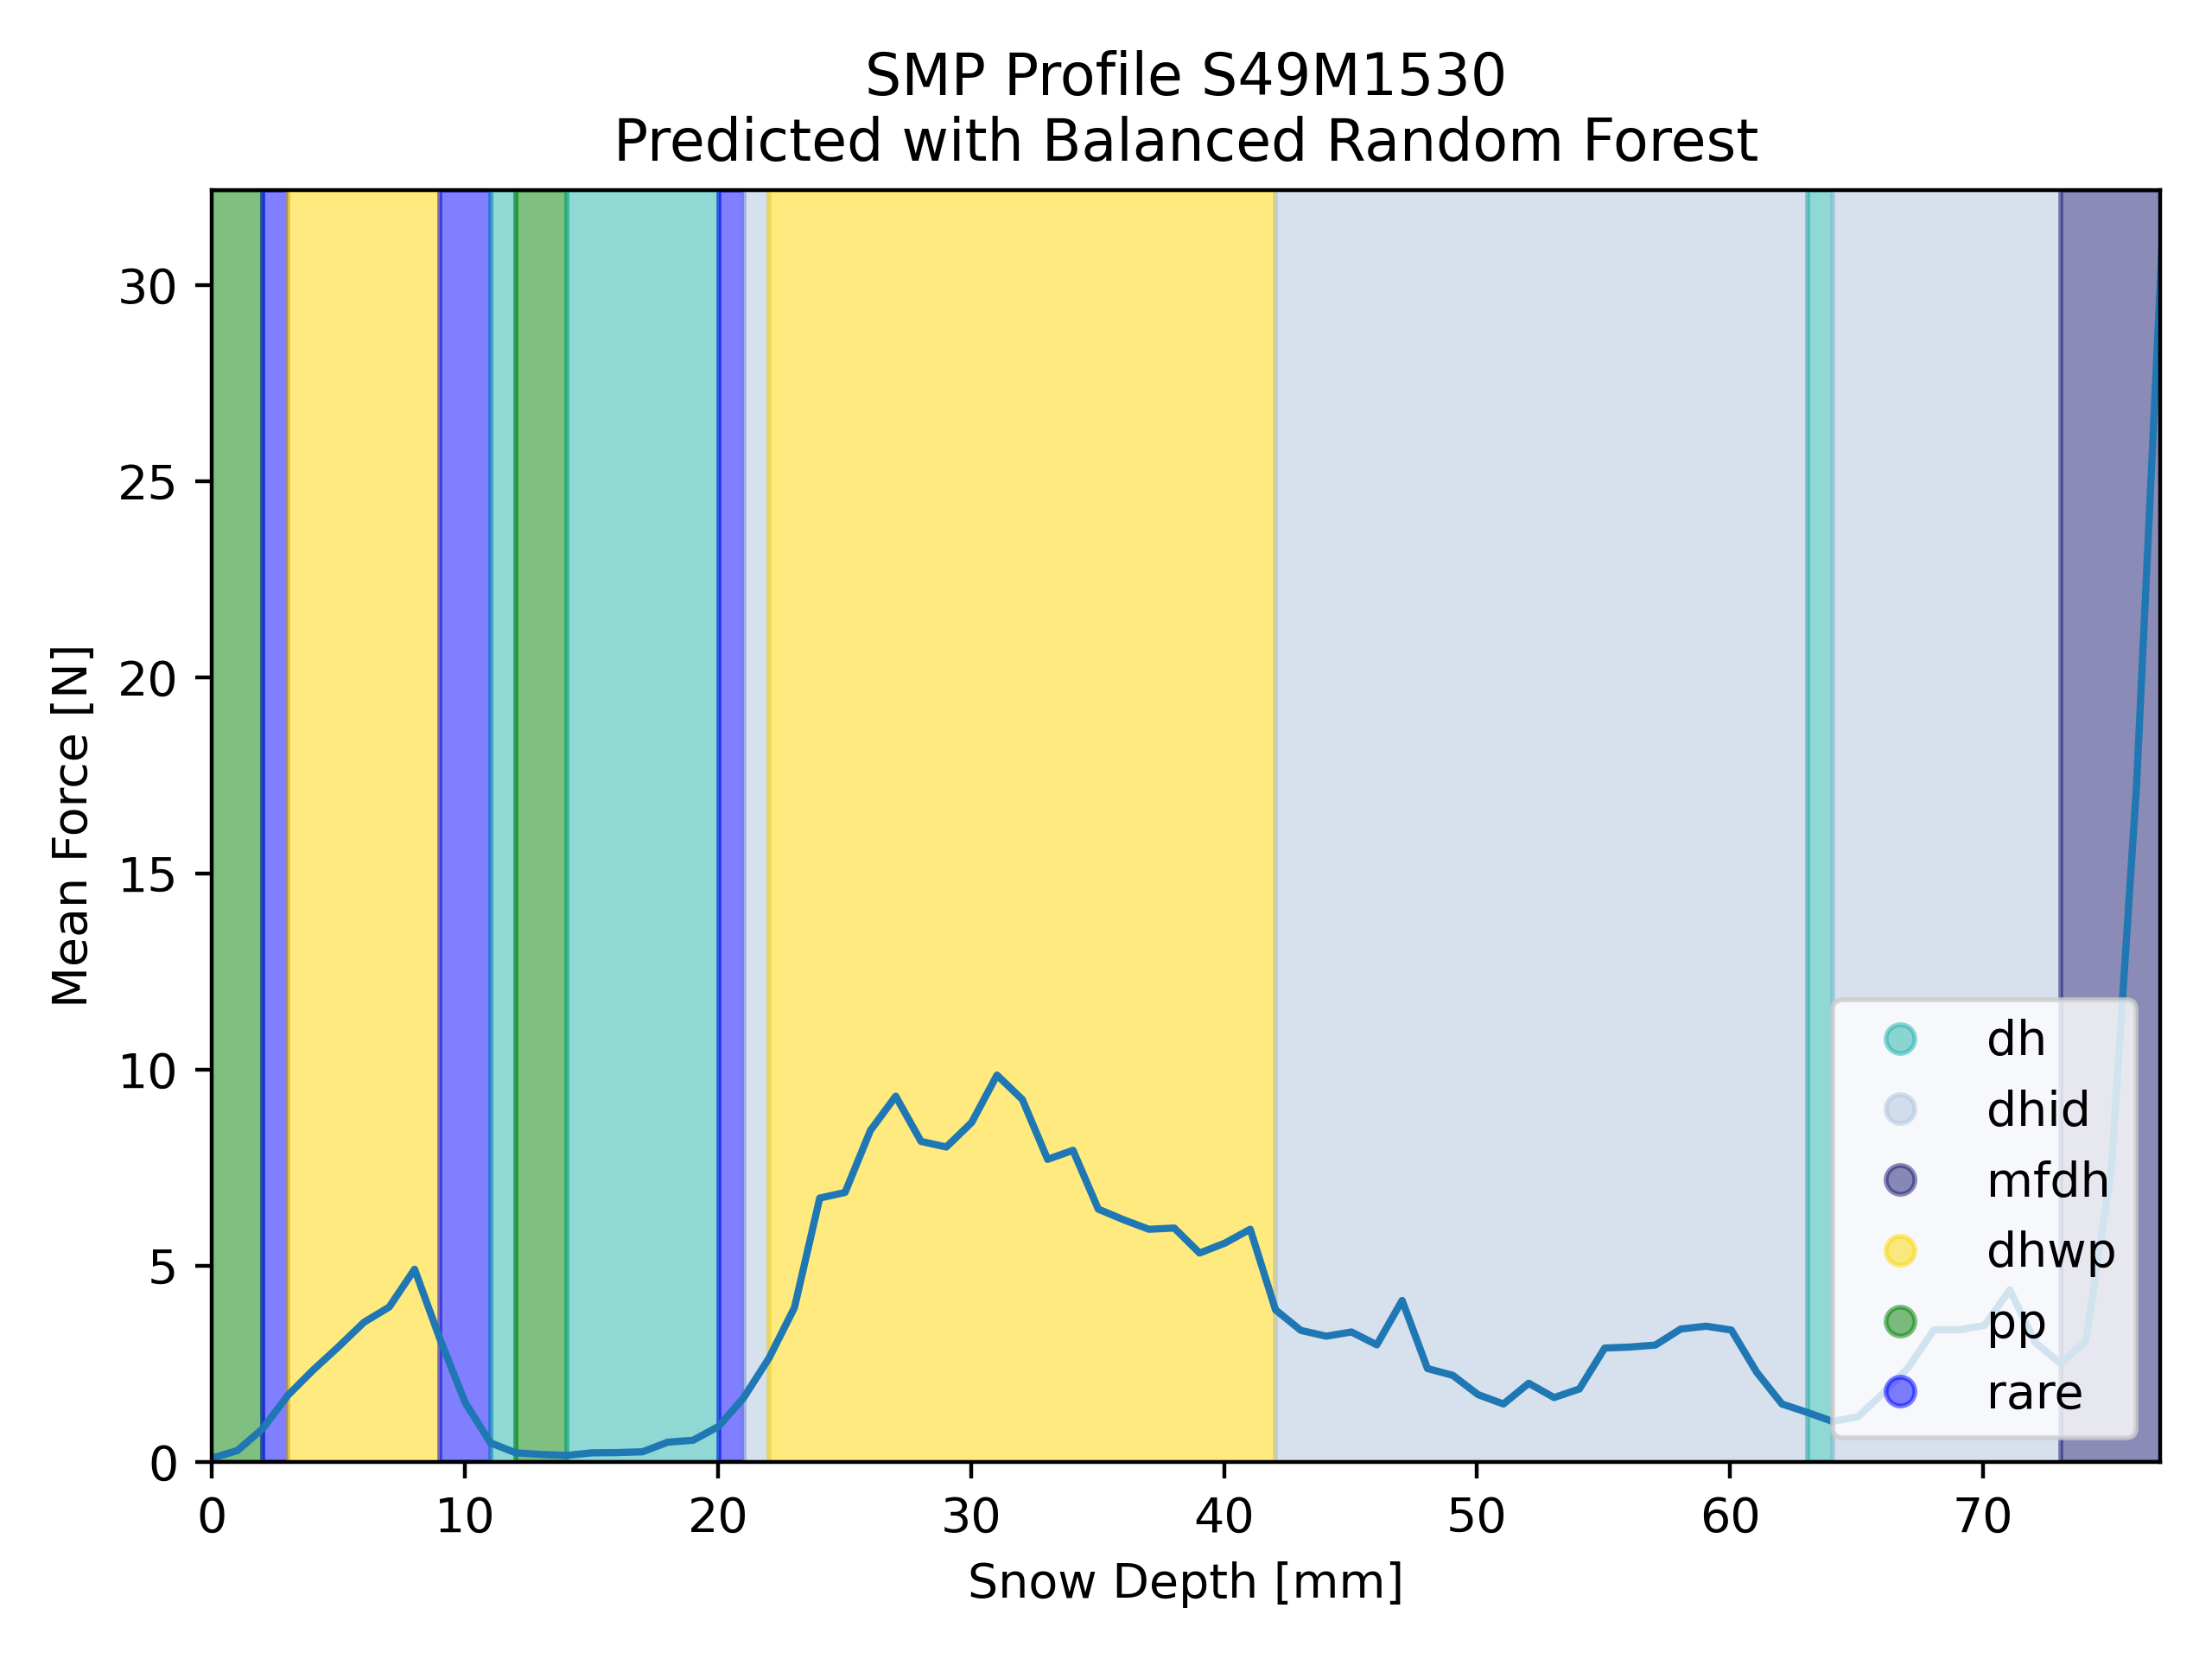 SMP Profile S49M1530
Predicted with Balanced Random Forest
Mean Force [N]
30
25
20
15
10
5
0
0 10 20 30 40 50 60 70
Snow Depth [mm]
dh
dhid
mfdh
dhwp
pp
rare